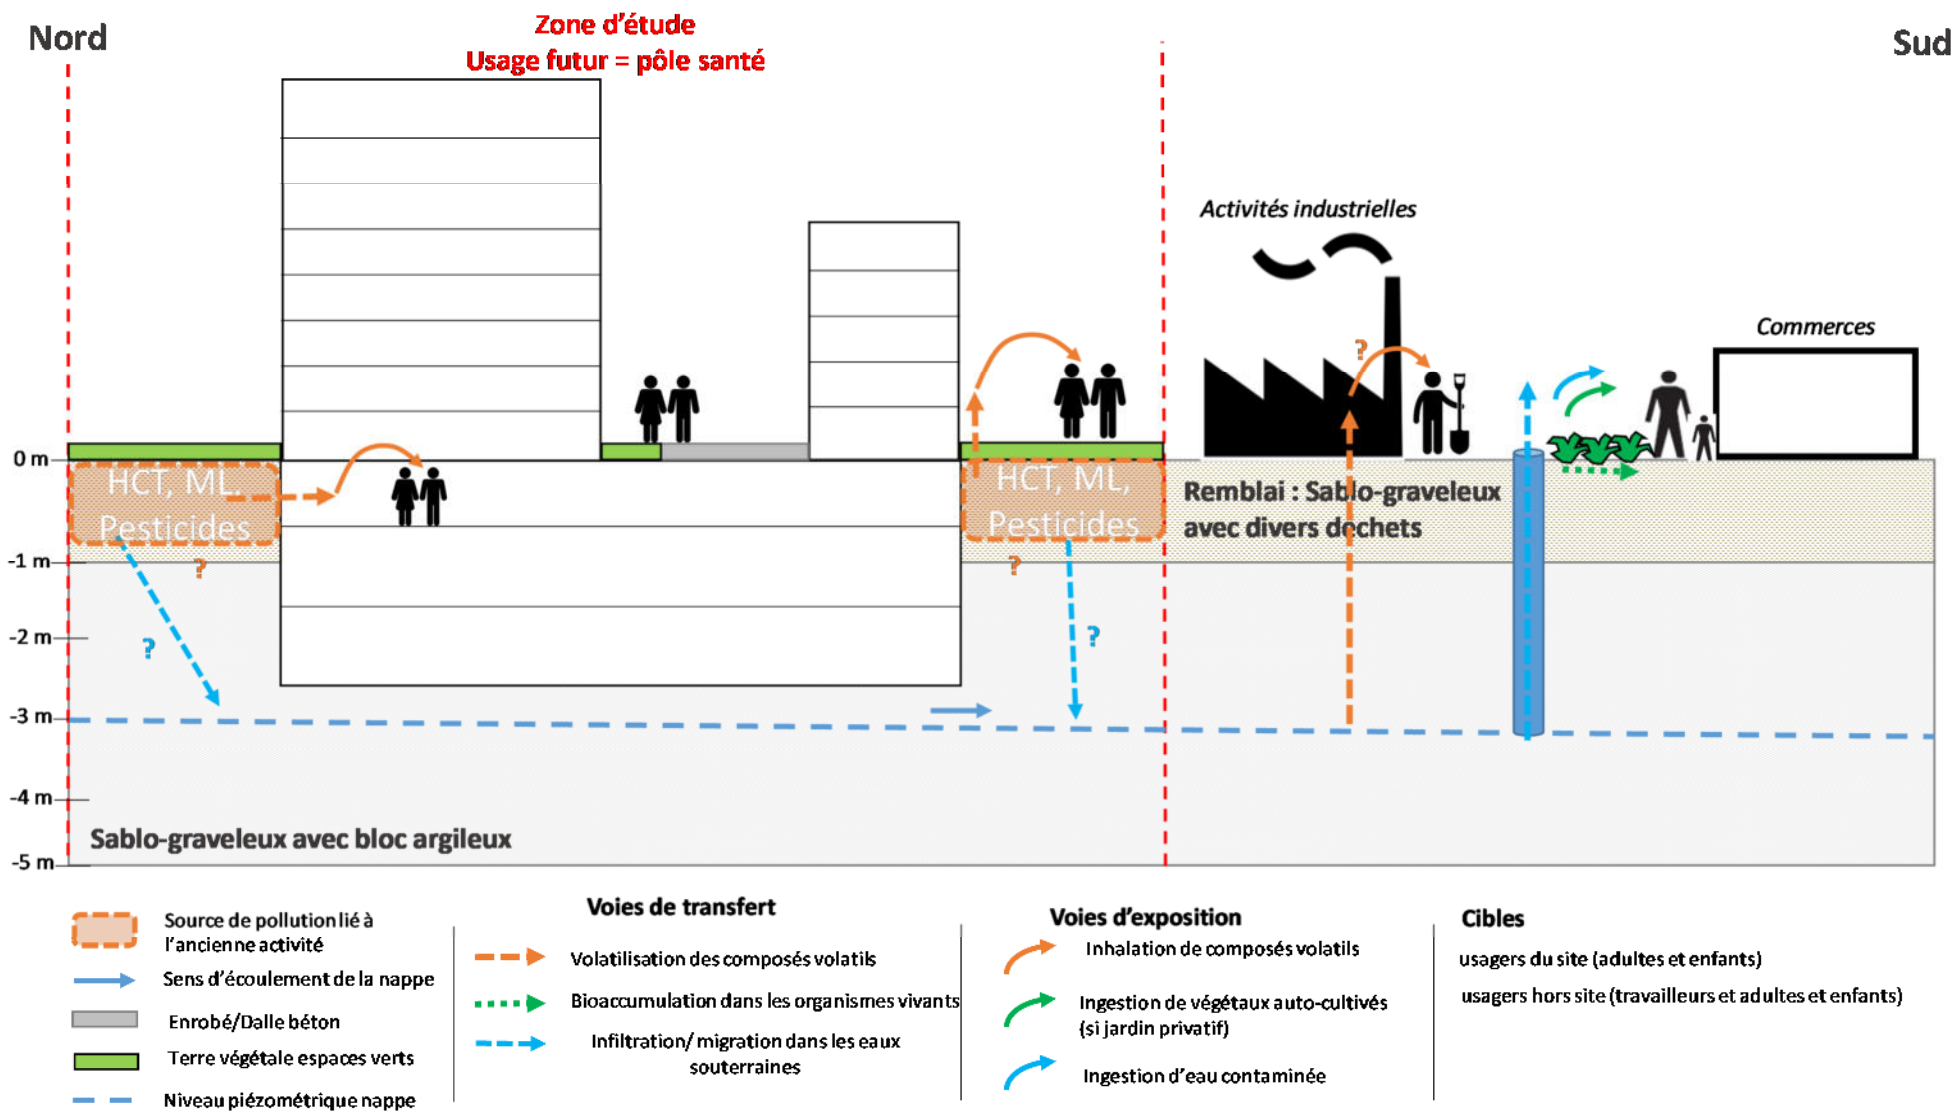 Nord
Zone d'étude
Usage futur = pôle santé
Sud
Activités industrielles
Commerces
?
0 m
-1 m
-2 m
-3 m
-4 m
-5 m
HCT, ML,
Pesticides
?
?
HCT, ML,
Pesticides
?
?
Remblai : Sablo-graveleux
avec divers dechets
Sablo-graveleux avec bloc argileux
Source de pollution lié à
l'ancienne activité
Sens d'écoulement de la nappe
Enrobé/Dalle béton
Terre végétale espaces verts
Niveau piézométrique nappe
Voies de transfert
Volatilisation des composés volatils
Bioaccumulation dans les organismes vivants
Infiltration/ migration dans les eaux
souterraines
Voies d'exposition
Inhalation de composés volatils
Ingestion de végétaux auto-cultivés
(si jardin privatif)
Ingestion d'eau contaminée
Cibles
usagers du site (adultes et enfants)
usagers hors site (travailleurs et adultes et enfants)